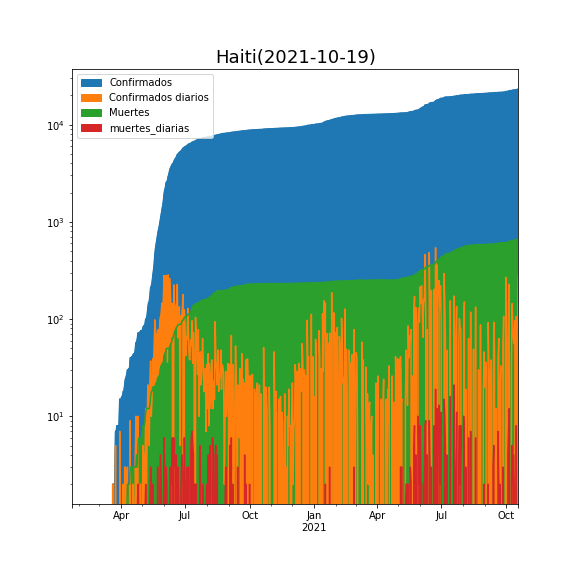 Haiti(2021-10-19)
Confirmados
Confirmados diarios
Muertes
muertes_diarias
10⁴
10³
10²
10¹
Apr Jul Oct Jan Apr Jul Oct
2021